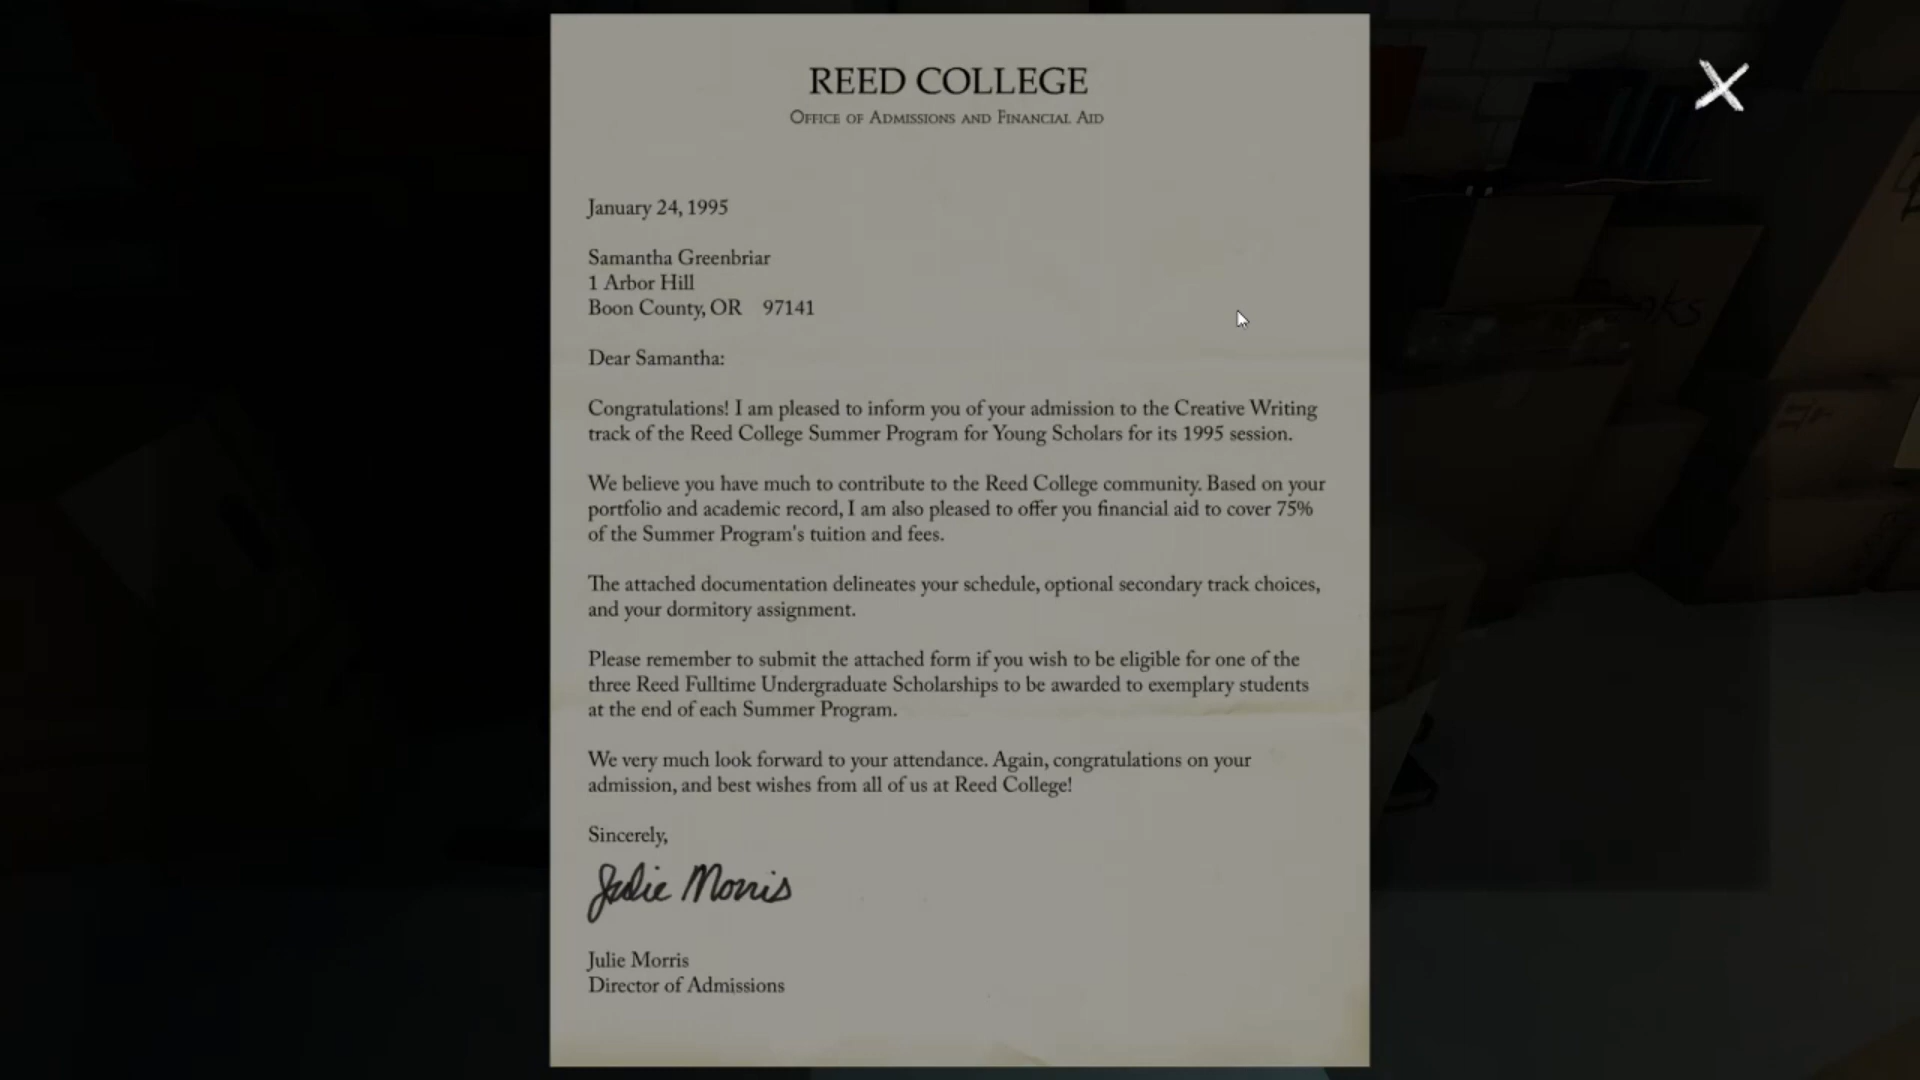 REED COLLEGE
Office of Admissions and Financial Aid
January 24, 1995
Samantha Greenbriar
1 Arbor Hill
Boon County, OR 97141
Dear Samantha:
Congratulations! I am pleased to inform you of your admission to the Creative Writing
track of the Reed College Summer Program for Young Scholars for its 1995 session.
We believe you have much to contribute to the Reed College community. Based on your
portfolio and academic record, I am also pleased to offer you financial aid to cover 75%
of the Summer Program's tuition and fees.
The attached documentation delineates your schedule, optional secondary track choices,
and your dormitory assignment.
Please remember to submit the attached form if you wish to be eligible for one of the
three Reed Fulltime Undergraduate Scholarships to be awarded to exemplary students
at the end of each Summer Program.
We very much look forward to your attendance. Again, congratulations on your
admission, and best wishes from all of us at Reed College!
Sincerely,
Julie Morris
Julie Morris
Director of Admissions